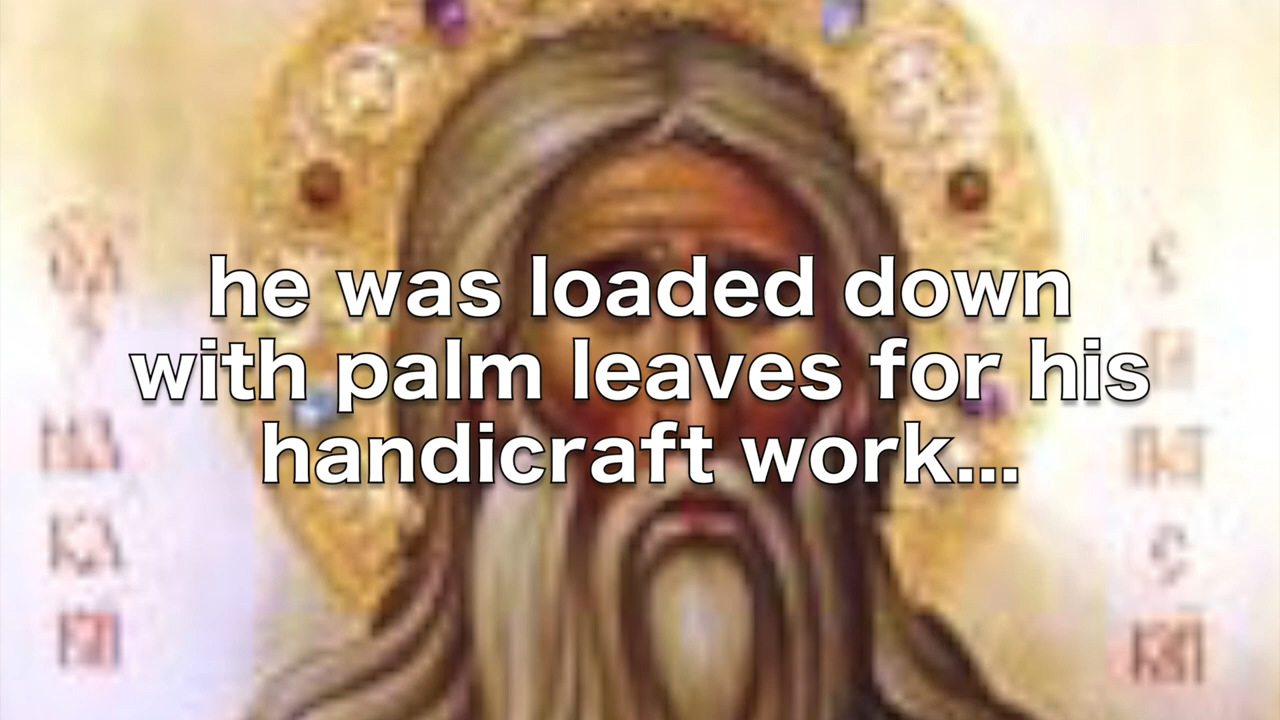 he was loaded down
with palm leaves for his
handicraft work...